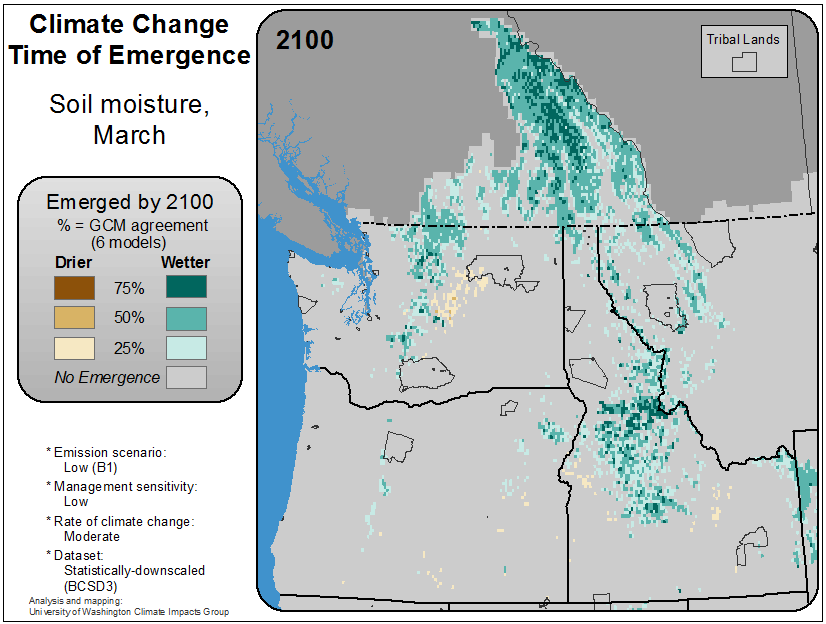 Climate Change
Time of Emergence
Soil moisture,
March
Emerged by 2100
% = GCM agreement
(6 models)
Drier Wetter
75%
50%
25%
No Emergence
* Emission scenario:
Low (B1)
* Management sensitivity:
Low
* Rate of climate change:
Moderate
* Dataset:
Statistically-downscaled
(BCSD3)
Analysis and mapping:
University of Washington Climate Impacts Group
2100
Tribal Lands